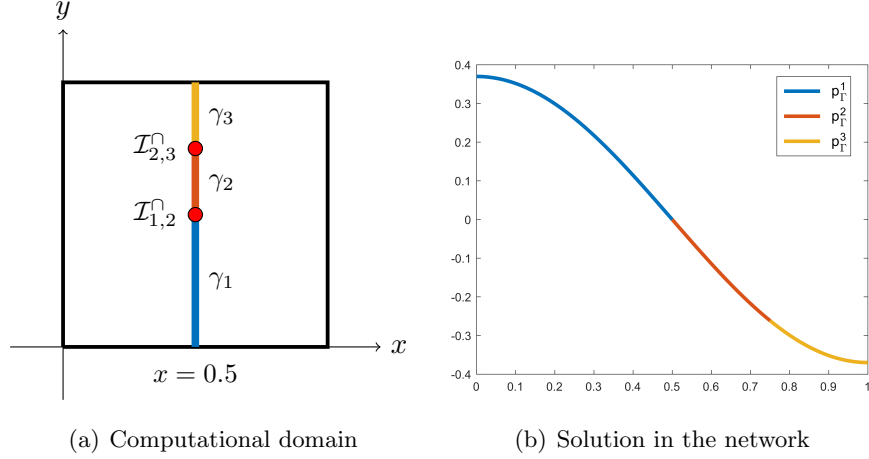 y
γ₃
I∩2,3
γ₂
I∩1,2
γ₁
x
x = 0.5
(a) Computational domain
0.4
0.3
0.2
0.1
0
-0.1
-0.2
-0.3
-0.4
0 0.1 0.2 0.3 0.4 0.5 0.6 0.7 0.8 0.9 1
p¹Γ
p²Γ
p³Γ
(b) Solution in the network